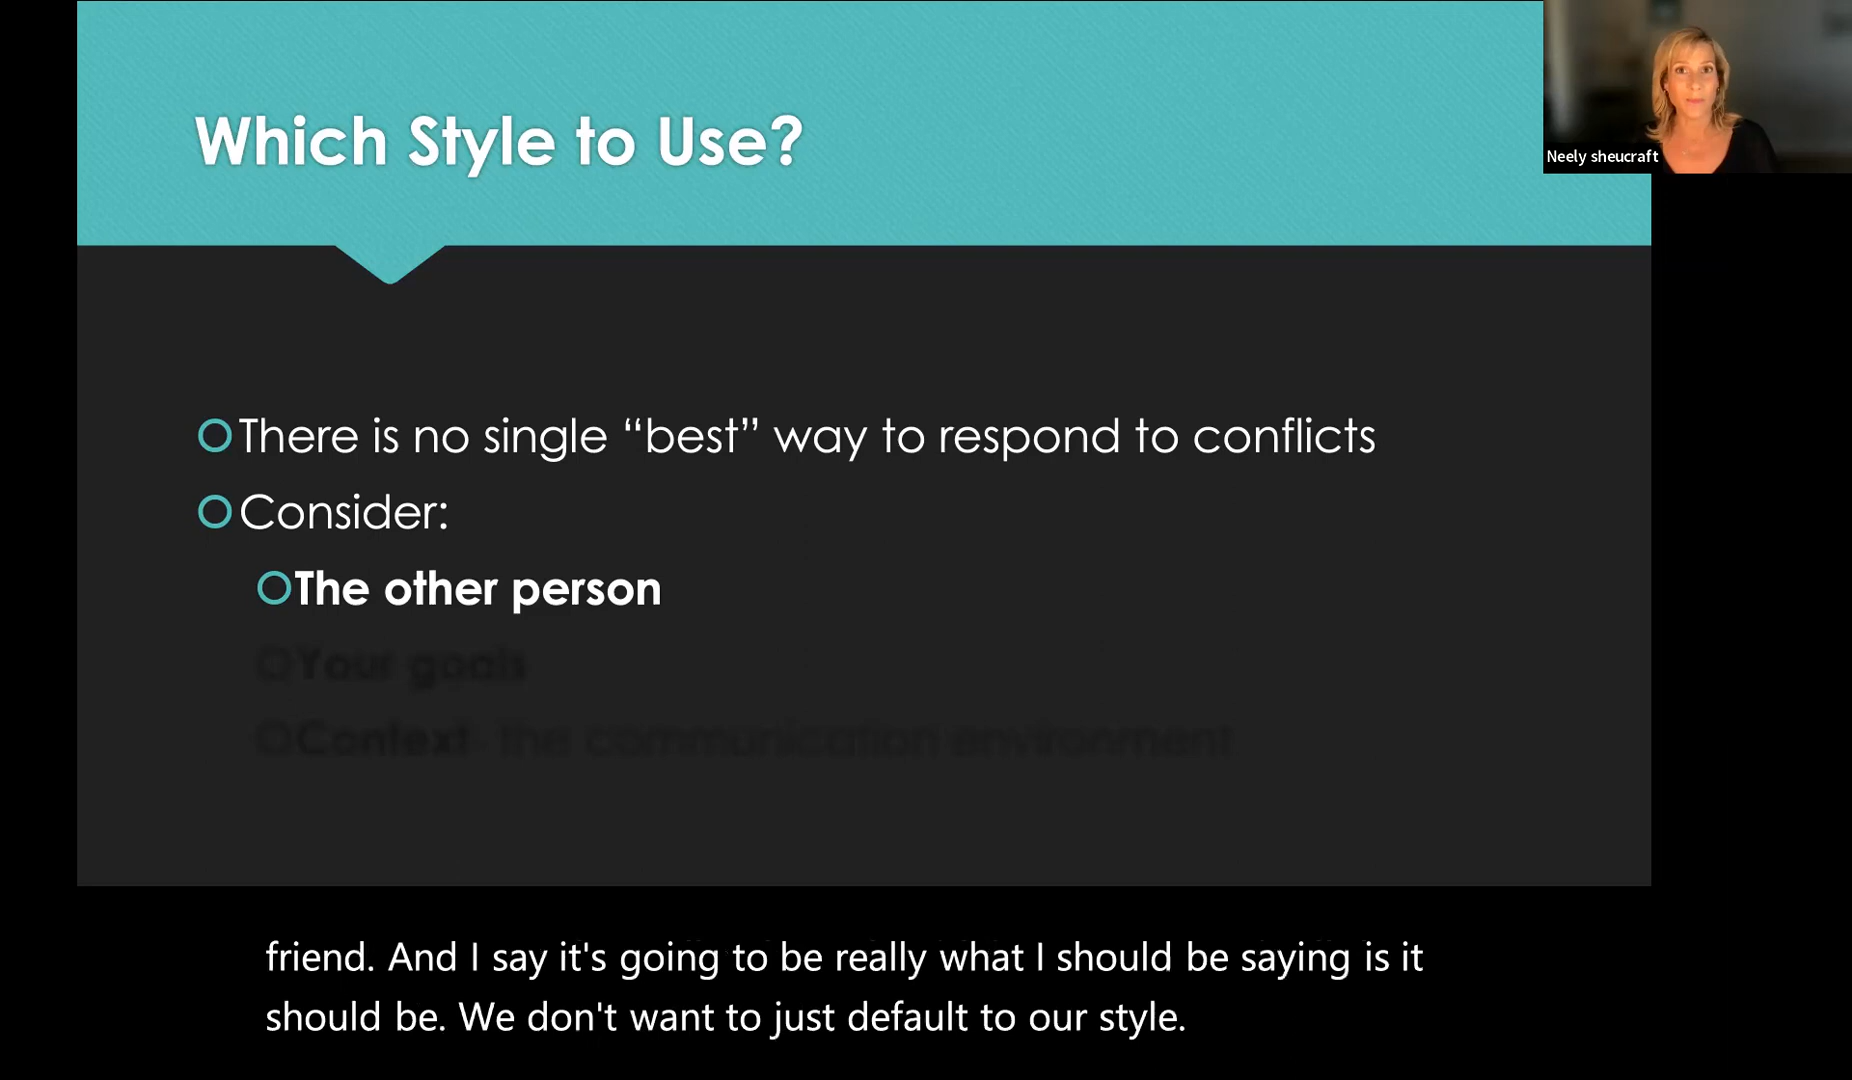 Which Style to Use?
Neely sheucraft
There is no single “best” way to respond to conflicts
Consider:
The other person
Your goals
Context- the communication environment
friend. And I say it's going to be really what I should be saying is it
should be. We don't want to just default to our style.